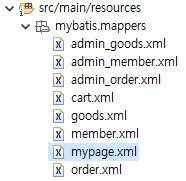 src/main/resources
mybatis.mappers
admin_goods.xml
admin_member.xml
admin_order.xml
cart.xml
goods.xml
member.xml
mypage.xml
order.xml